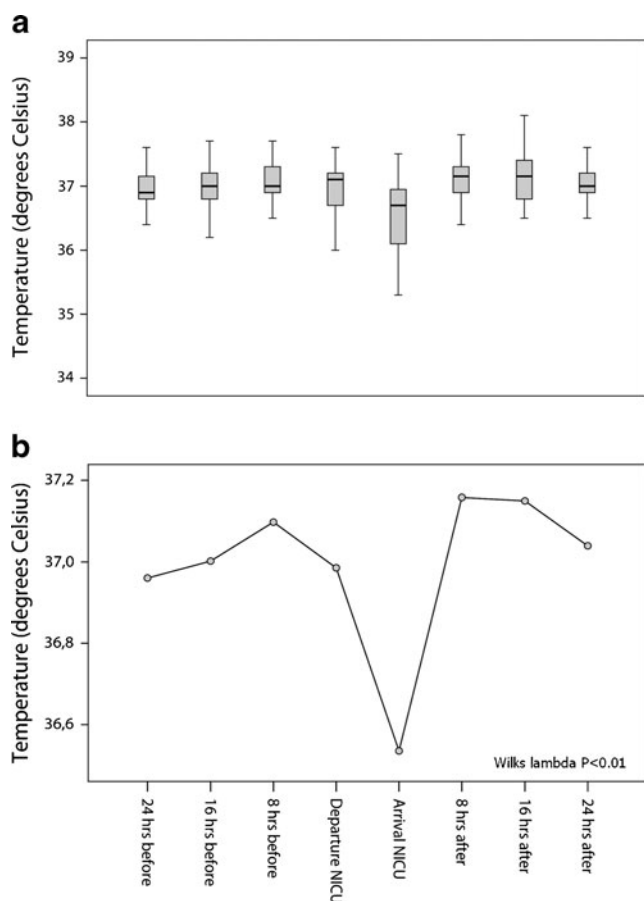 a
Temperature (degrees Celsius)
39
38
37
36
35
34
b
Temperature (degrees Celsius)
37,2
37,0
36,8
36,6
Wilks lambda P<0.01
24 hrs before
16 hrs before
8 hrs before
Departure NICU
Arrival NICU
8 hrs after
16 hrs after
24 hrs after